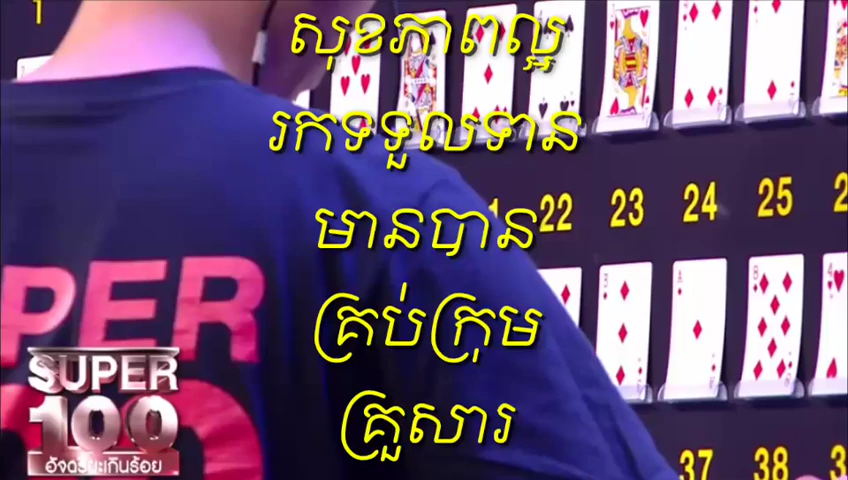 1
សុខភាពល្អ
រកទទួលទាន
22 23 24 25
មានបាន
គ្រប់ក្រុម
PER
SUPER
100
อัจฉริยะเกินร้อย
គ្រួសារ
37 38